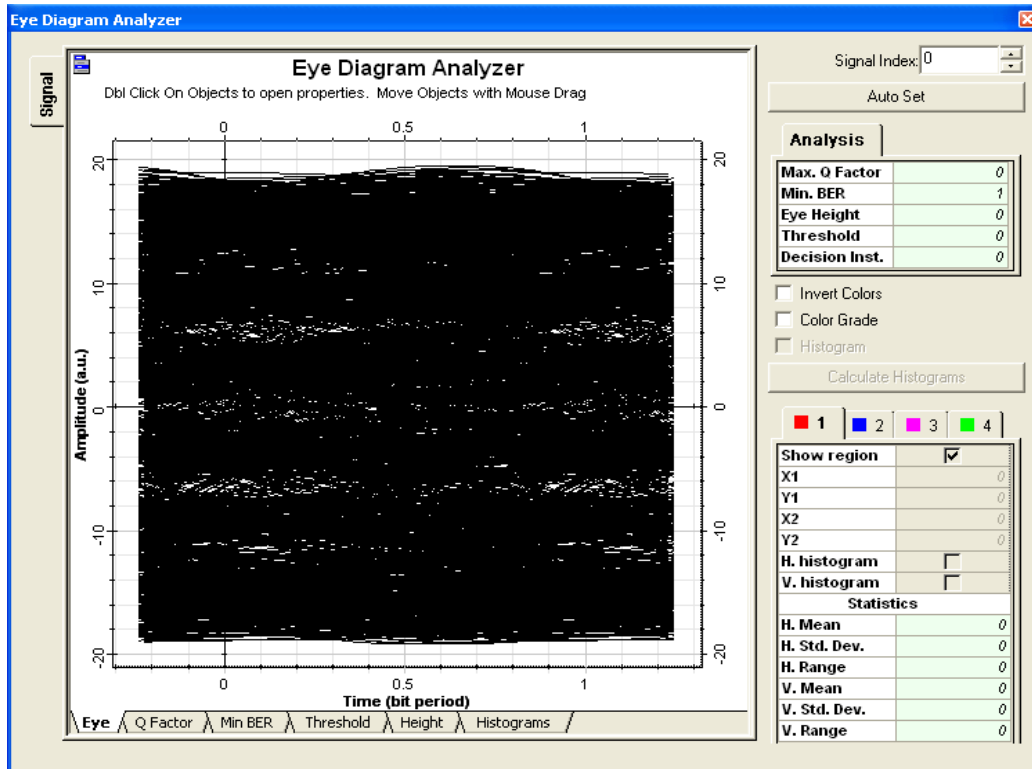 Eye Diagram Analyzer
Signal
Eye Diagram Analyzer
Dbl Click On Objects to open properties. Move Objects with Mouse Drag
0 0.5 1
20 20
10 10
0 0
-10 -10
-20 -20
Amplitude (a.u.)
0 0.5 1
Time (bit period)
Eye Q Factor Min BER Threshold Height Histograms
Signal Index: 0
Auto Set
Analysis
Max. Q Factor 0
Min. BER 1
Eye Height 0
Threshold 0
Decision Inst. 0
Invert Colors
Color Grade
Histogram
Calculate Histograms
1 2 3 4
Show region
X1 0
Y1 0
X2 0
Y2 0
H. histogram
V. histogram
Statistics
H. Mean 0
H. Std. Dev. 0
H. Range 0
V. Mean 0
V. Std. Dev. 0
V. Range 0